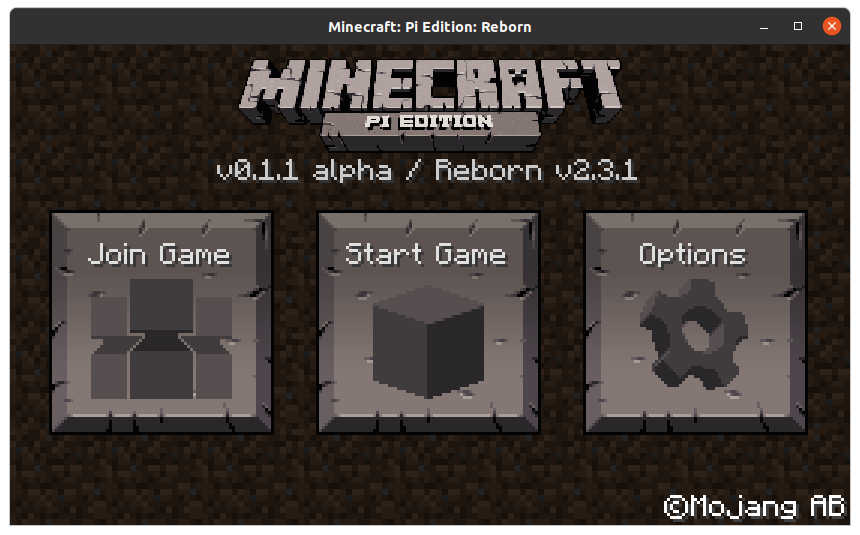 Minecraft: Pi Edition: Reborn
MINECRAFT
PI EDITION
v0.1.1 alpha / Reborn v2.3.1
Join Game
Start Game
Options
©Mojang AB